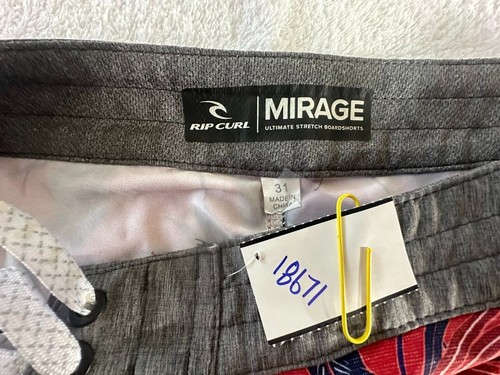 RIP CURL
MIRAGE
ULTIMATE STRETCH BOARDSHORTS
31
MADE IN
CHINA
18671